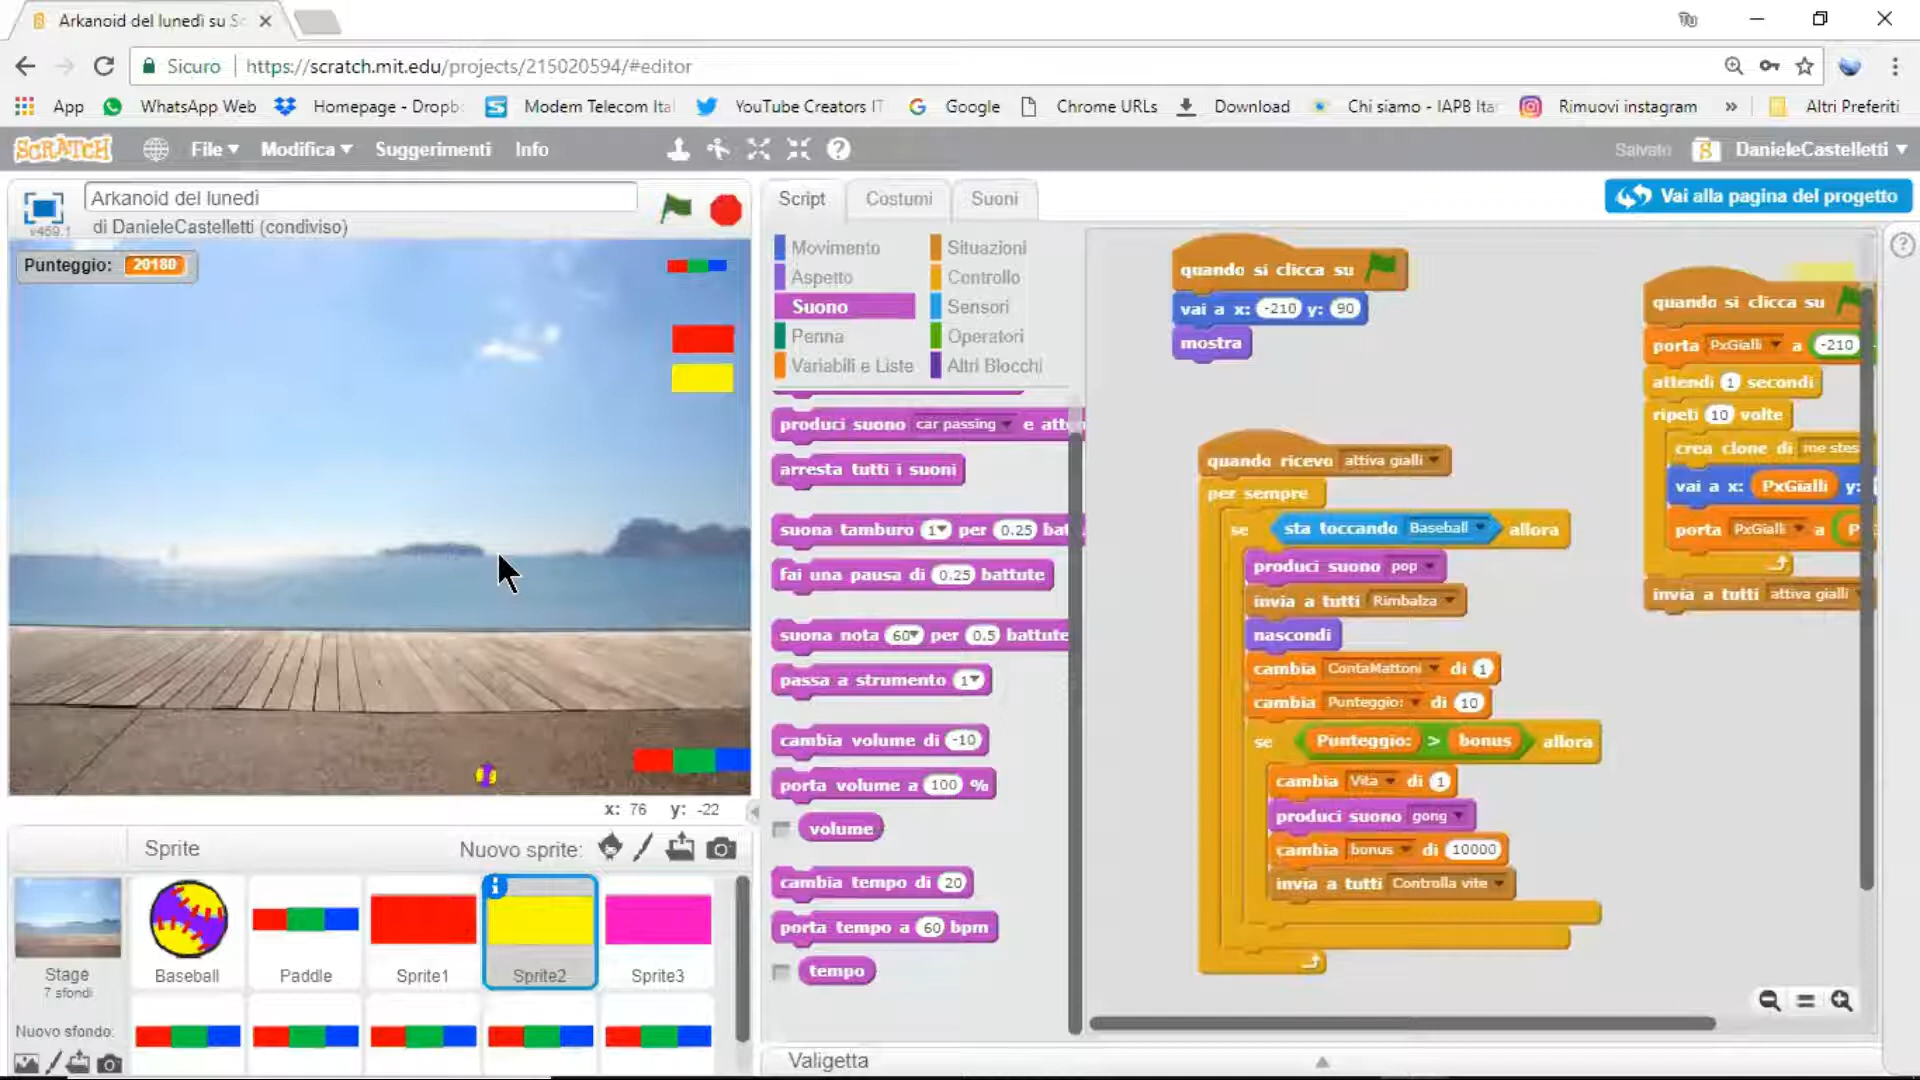 Arkanoid del lunedì su Sc
Sicuro
https://scratch.mit.edu/projects/215020594/#editor
App
WhatsApp Web
Homepage - Dropb
Modem Telecom Ita
YouTube Creators IT
Google
Chrome URLs
Download
Chi siamo - IAPB Ita
Rimuovi instagram
»
Altri Preferiti
SCRATCH
File
Modifica
Suggerimenti
Info
Salvato
DanieleCastelletti
Arkanoid del lunedì
di DanieleCastelletti (condiviso)
v459.1
Script
Costumi
Suoni
Vai alla pagina del progetto
Punteggio: 20180
Movimento
Situazioni
Aspetto
Controllo
Suono
Sensori
Penna
Operatori
Variabili e Liste
Altri Blocchi
produci suono car passing e atte
arresta tutti i suoni
suona tamburo 1 per 0.25 bat
fai una pausa di 0.25 battute
suona nota 60 per 0.5 battute
passa a strumento 1
cambia volume di -10
porta volume a 100 %
volume
cambia tempo di 20
porta tempo a 60 bpm
tempo
quando si clicca su
vai a x: -210 y: 90
mostra
quando ricevo attiva gialli
per sempre
se sta toccando Baseball allora
produci suono pop
invia a tutti Rimbalza
nascondi
cambia ContaMattoni di 1
cambia Punteggio: di 10
se Punteggio: > bonus allora
cambia Vita di 1
produci suono gong
cambia bonus di 10000
invia a tutti Controlla vite
quando si clicca su
porta PxGialli a -210
attendi 1 secondi
ripeti 10 volte
crea clone di me stes
vai a x: PxGialli y:
porta PxGialli a P
invia a tutti attiva gialli
x: 76 y: -22
Sprite
Nuovo sprite:
Stage
7 sfondi
Nuovo sfondo:
Baseball
Paddle
Sprite1
Sprite2
Sprite3
Valigetta